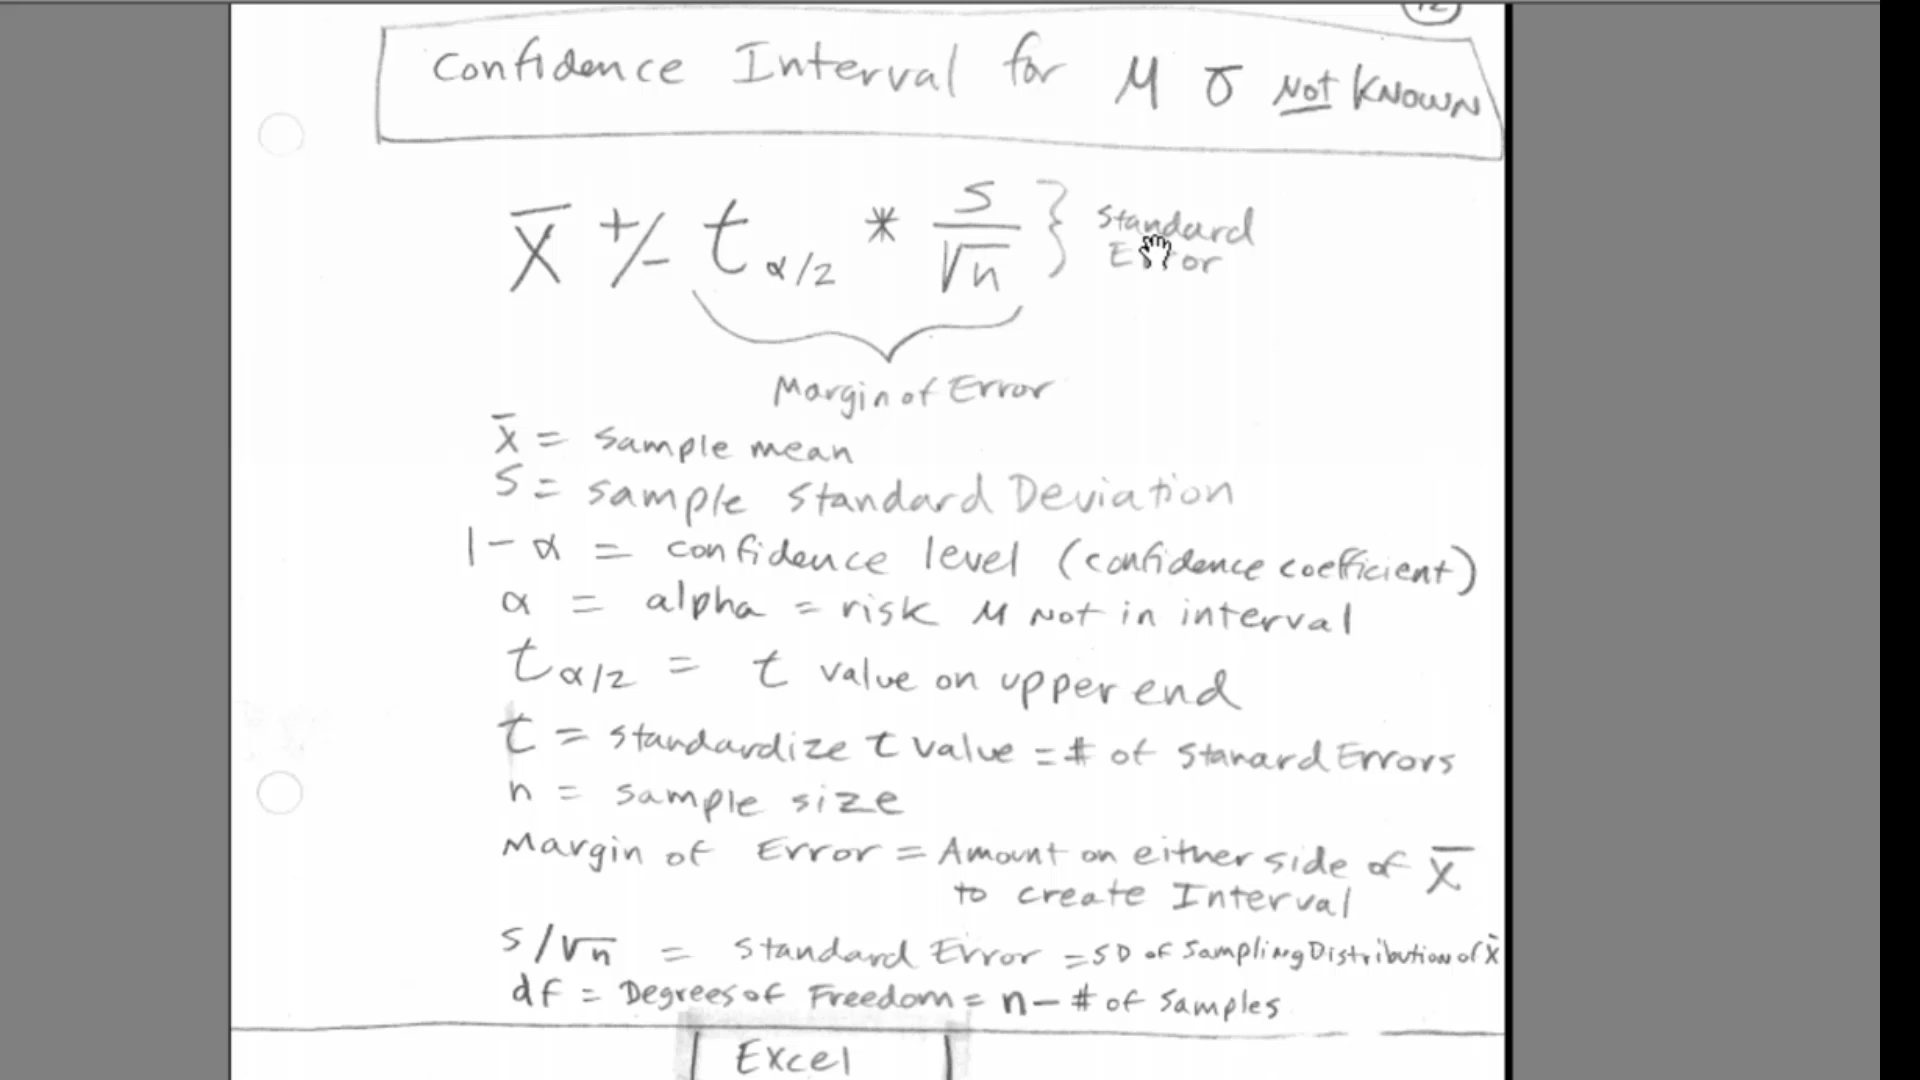 12
Confidence Interval for μ σ Not Known
x̄ +/- t α/2 * s/√n } Standard Error
Margin of Error
x̄ = sample mean
S = sample standard Deviation
1 - α = confidence level (confidence coefficient)
α = alpha = risk μ Not in interval
t α/2 = t value on upper end
t = standardize t value = # of Stanard Errors
n = sample size
Margin of Error = Amount on either side of x̄
to create Interval
s/√n = Standard Error = SD of Sampling Distribution of x̄
df = Degrees of Freedom = n - # of samples
Excel